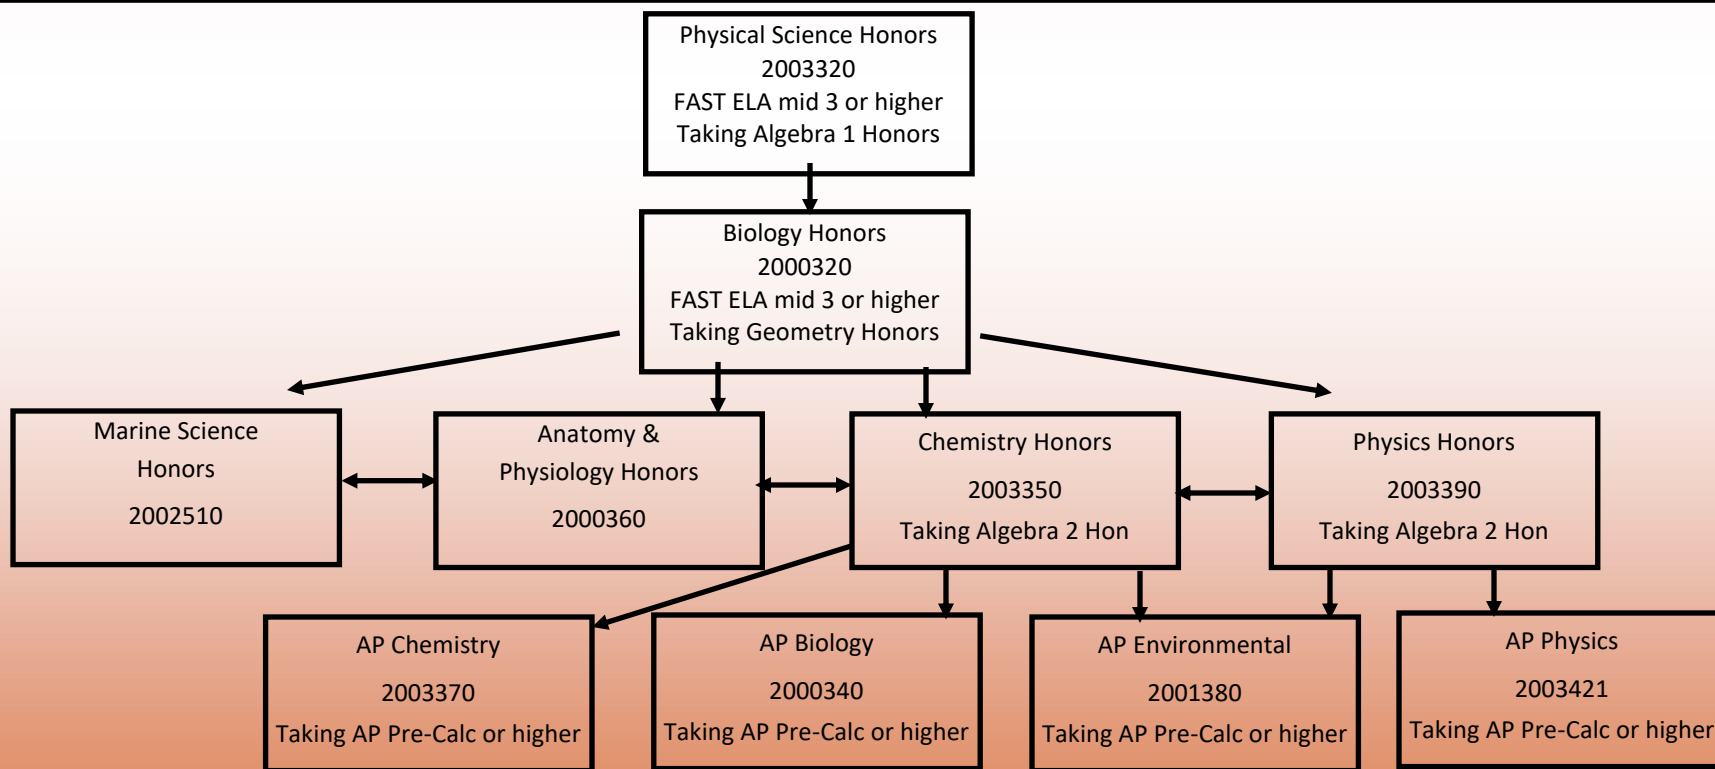 Physical Science Honors
2003320
FAST ELA mid 3 or higher
Taking Algebra 1 Honors
Biology Honors
2000320
FAST ELA mid 3 or higher
Taking Geometry Honors
Marine Science
Honors
2002510
Anatomy &
Physiology Honors
2000360
Chemistry Honors
2003350
Taking Algebra 2 Hon
Physics Honors
2003390
Taking Algebra 2 Hon
AP Chemistry
2003370
Taking AP Pre-Calc or higher
AP Biology
2000340
Taking AP Pre-Calc or higher
AP Environmental
2001380
Taking AP Pre-Calc or higher
AP Physics
2003421
Taking AP Pre-Calc or higher